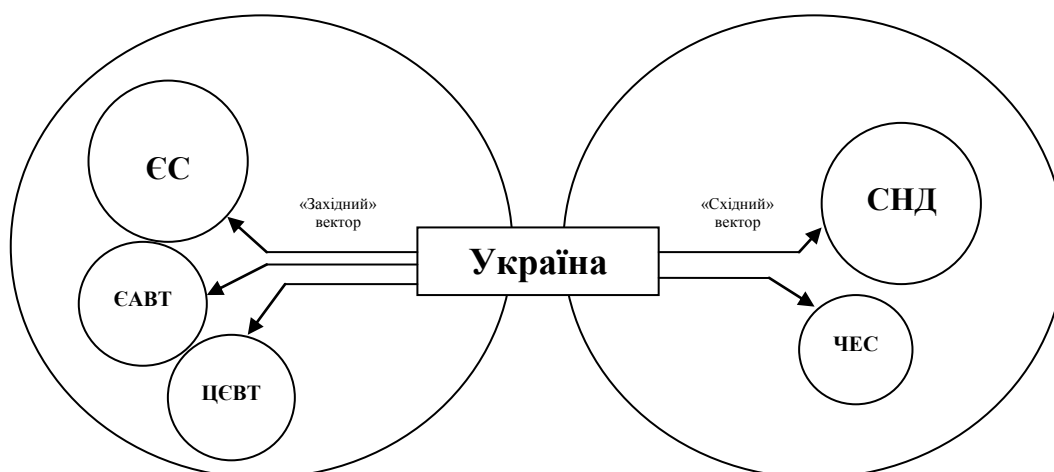 ЄС
«Західний»
вектор
«Східний»
вектор
СНД
Україна
ЄАВТ
ЧЕС
ЦЄВТ